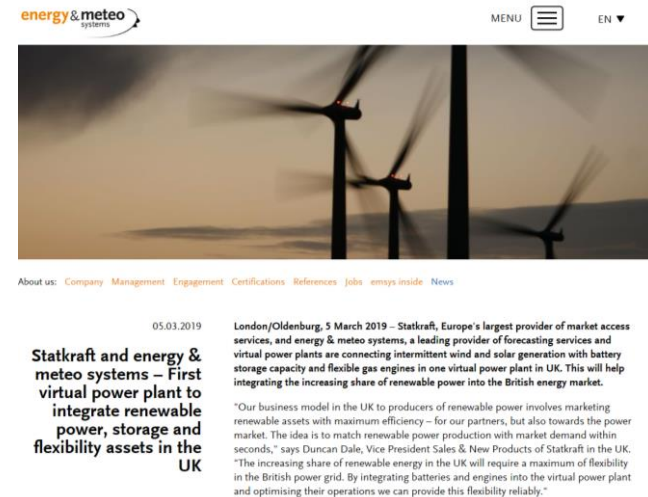 energy & meteo
systems
MENU
EN ▼
About us: Company Management Engagement Certifications References Jobs emsys inside News
05.03.2019
Statkraft and energy &
meteo systems – First
virtual power plant to
integrate renewable
power, storage and
flexibility assets in the
UK
London/Oldenburg, 5 March 2019 – Statkraft, Europe's largest provider of market access
services, and energy & meteo systems, a leading provider of forecasting services and
virtual power plants are connecting intermittent wind and solar generation with battery
storage capacity and flexible gas engines in one virtual power plant in UK. This will help
integrating the increasing share of renewable power into the British energy market.
"Our business model in the UK to producers of renewable power involves marketing
renewable assets with maximum efficiency – for our partners, but also towards the power
market. The idea is to match renewable power production with market demand within
seconds," says Duncan Dale, Vice President Sales & New Products of Statkraft in the UK.
"The increasing share of renewable energy in the UK will require a maximum of flexibility
in the British power grid. By integrating batteries and engines into the virtual power plant
and optimising their operations we can provide this flexibility reliably."